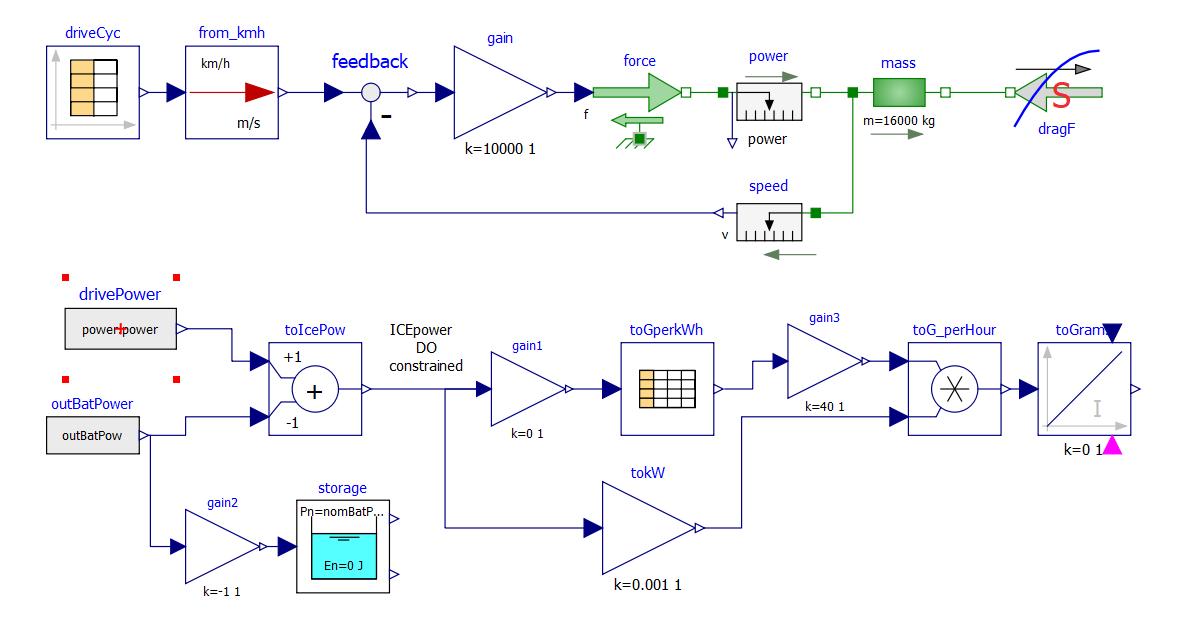 driveCyc
from_kmh
km/h
m/s
feedback
-
gain
k=10000 1
force
f
power
power
mass
m=16000 kg
S
dragF
speed
v
drivePower
power.power
toIcePow
+1
+
-1
ICEpower
DO
constrained
gain1
k=0 1
toGperkWh
gain3
k=40 1
toG_perHour
I
k=0 1
outBatPower
outBatPow
gain2
k=-1 1
storage
Pn=nomBatP...
En=0 J
tokW
k=0.001 1